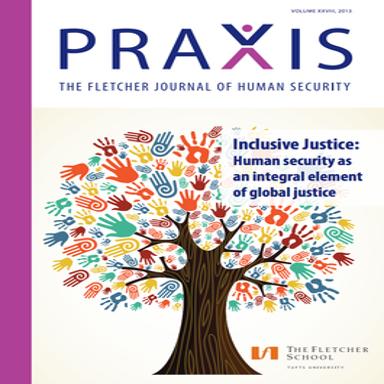 VOLUME XXVIII, 2013
PRAXIS
THE FLETCHER JOURNAL OF HUMAN SECURITY
Inclusive Justice:
Human security as
an integral element
of global justice
THE FLETCHER
SCHOOL
TUFTS UNIVERSITY